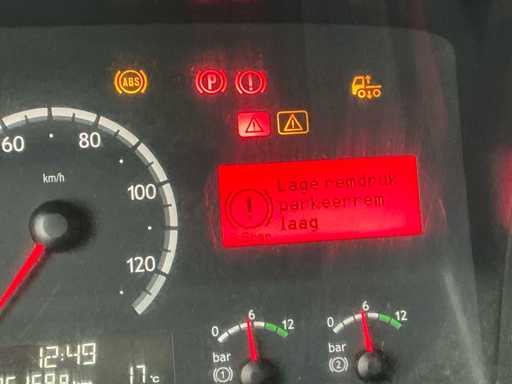 ABS P !
60 80 100 120
km/h
! Lage remdruk
parkeerrem
laag
Stop
0 6 12
bar
1
0 6 12
bar
2
12:49
17°C